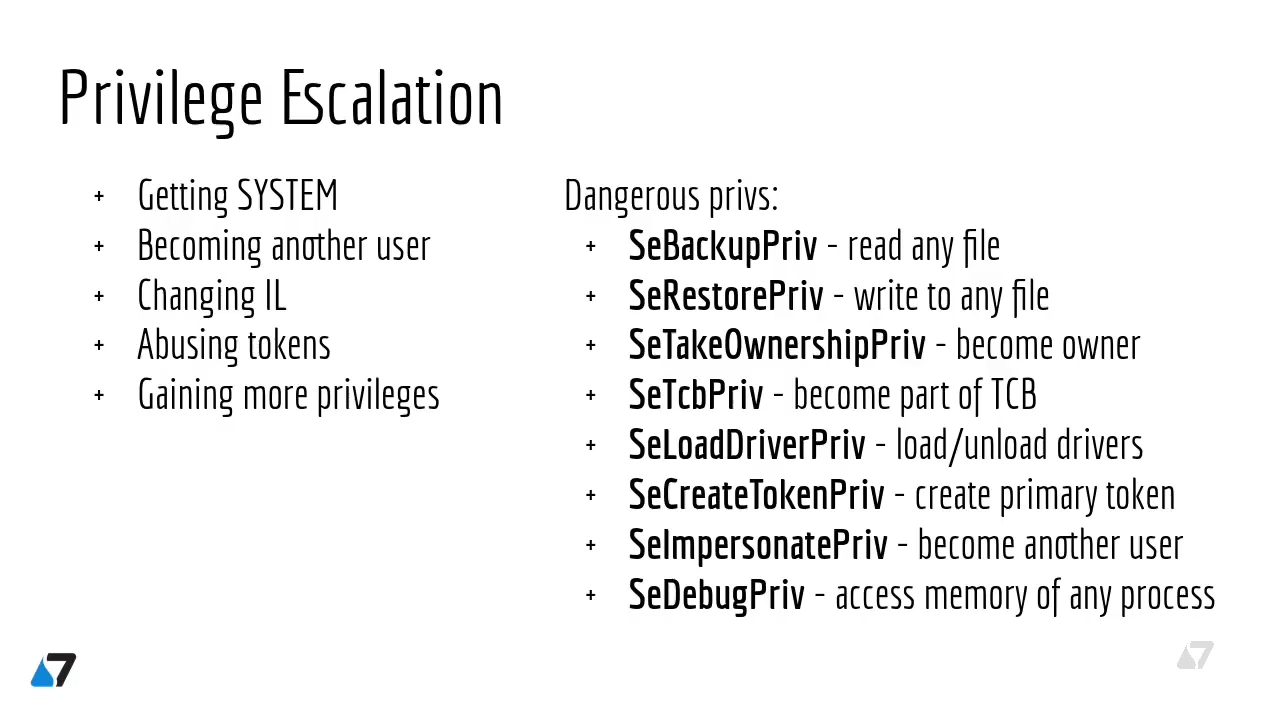 Privilege Escalation
+ Getting SYSTEM
+ Becoming another user
+ Changing IL
+ Abusing tokens
+ Gaining more privileges
Dangerous privs:
+ SeBackupPriv - read any file
+ SeRestorePriv - write to any file
+ SeTakeOwnershipPriv - become owner
+ SeTcbPriv - become part of TCB
+ SeLoadDriverPriv - load/unload drivers
+ SeCreateTokenPriv - create primary token
+ SeImpersonatePriv - become another user
+ SeDebugPriv - access memory of any process
7
7